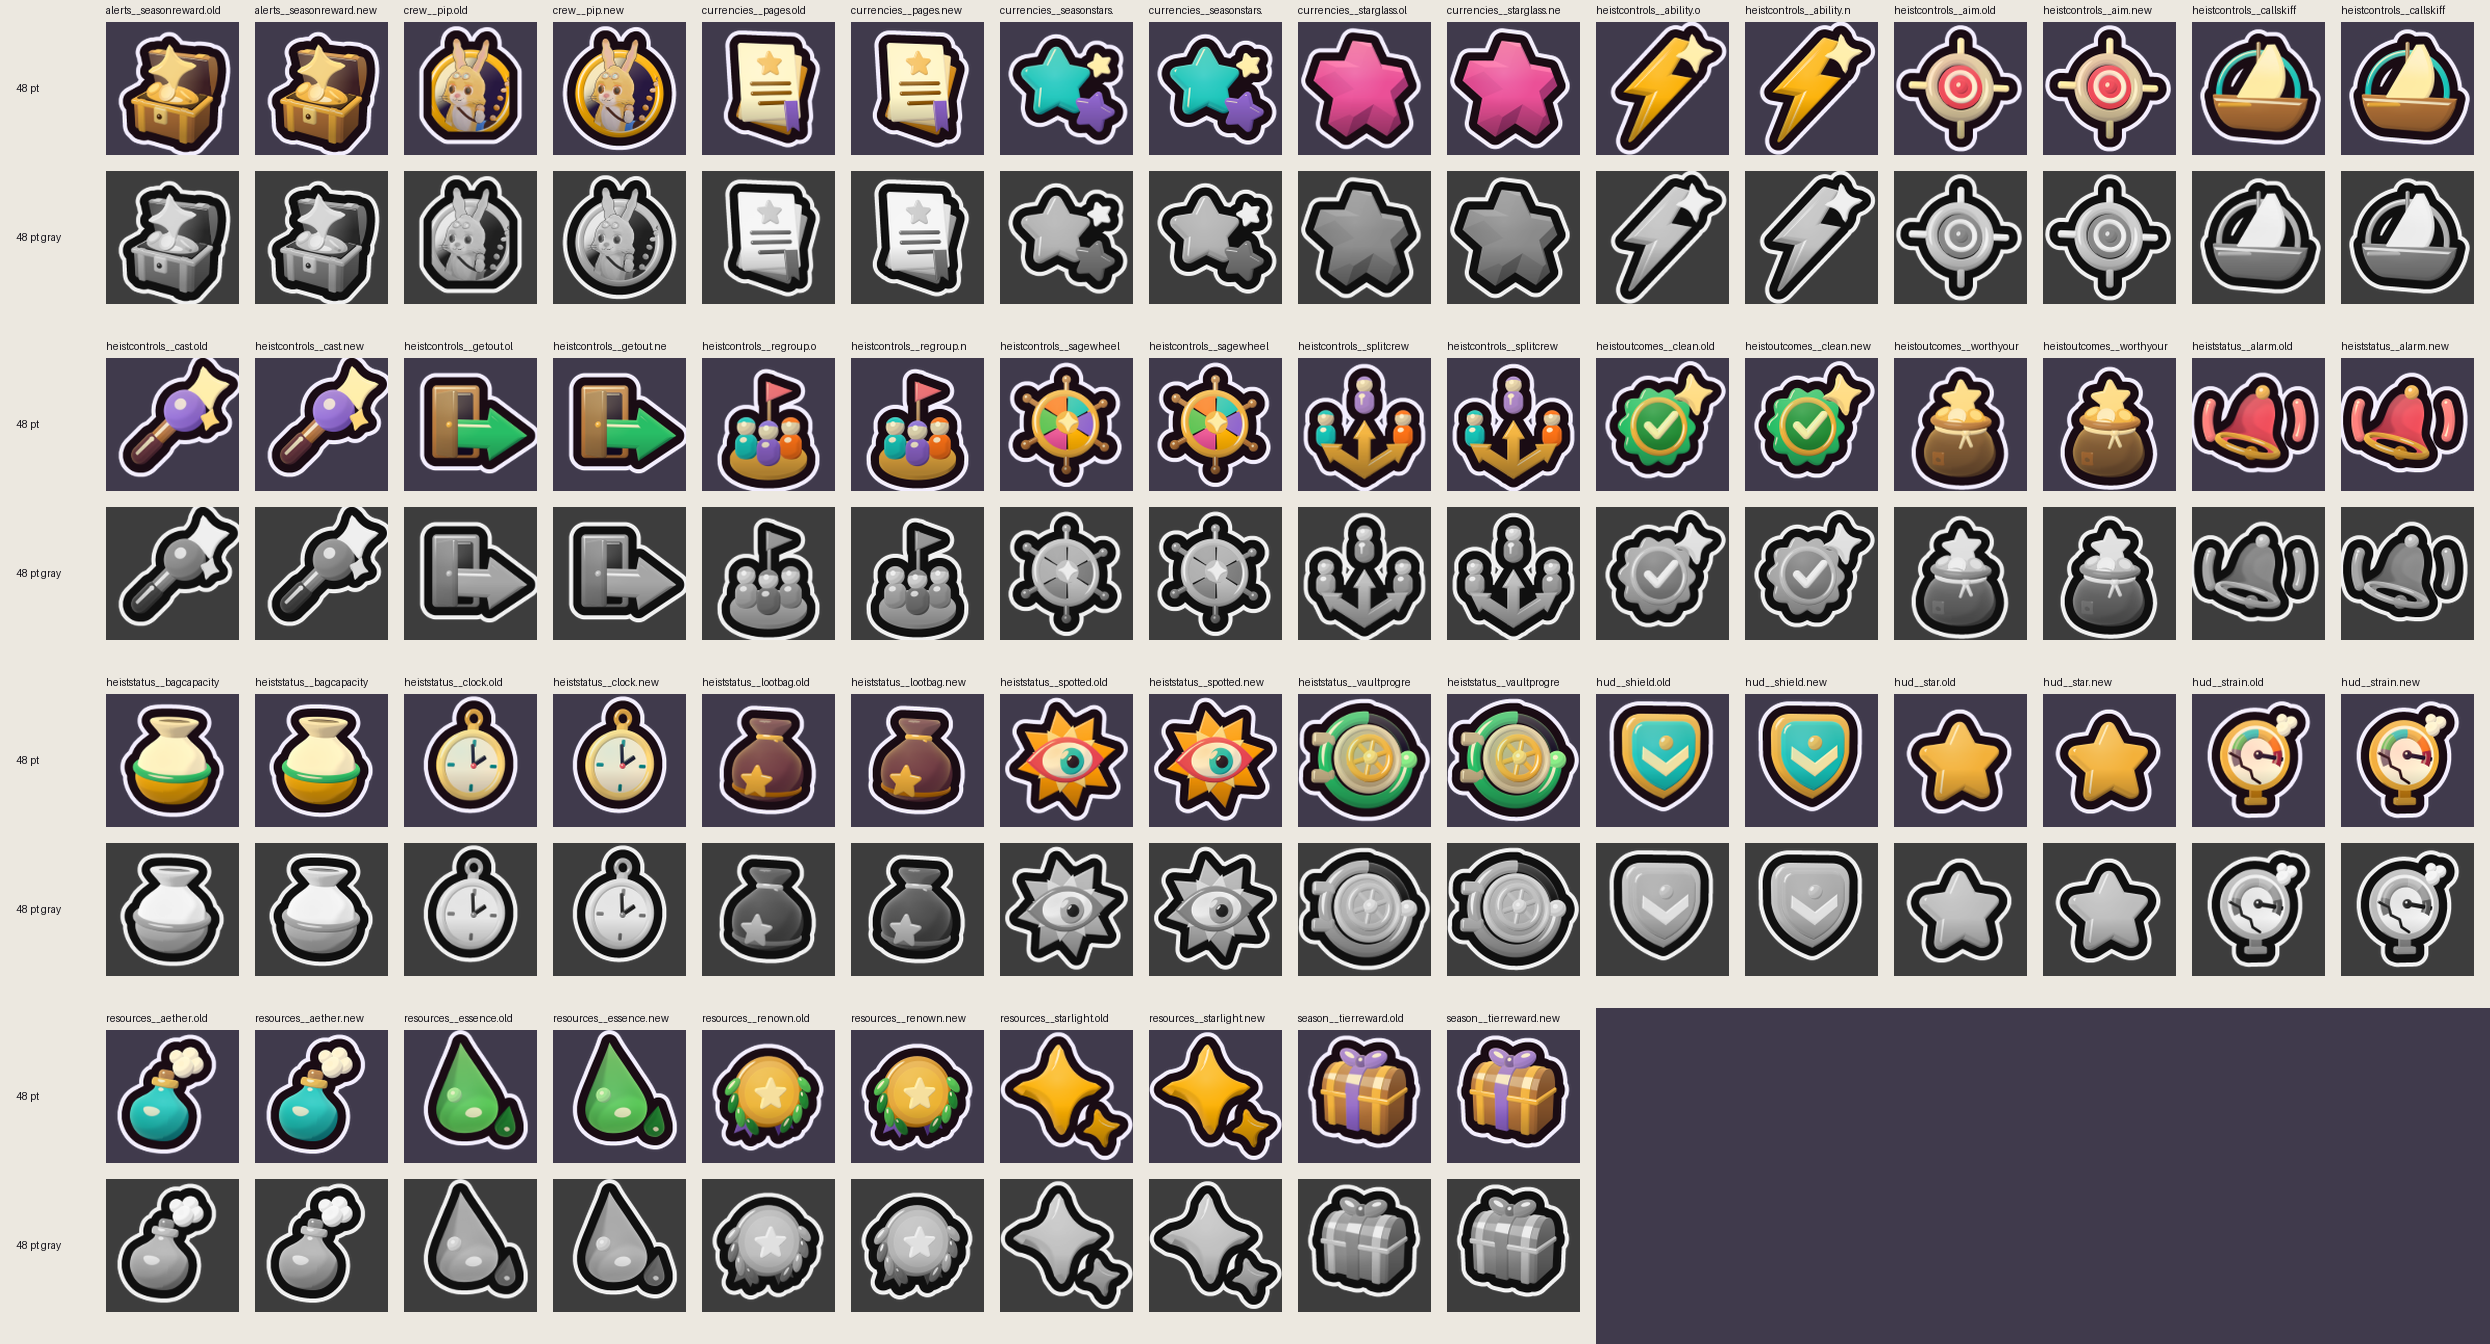 alerts__seasonreward.old alerts__seasonreward.new crew__pip.old crew__pip.new currencies__pages.old currencies__pages.new currencies__seasonstars. currencies__seasonstars. currencies__starglass.ol currencies__starglass.ne heistcontrols__ability.o heistcontrols__ability.n heistcontrols__aim.old heistcontrols__aim.new heistcontrols__callskiff heistcontrols__callskiff
48 pt
48 pt gray
heistcontrols__cast.old heistcontrols__cast.new heistcontrols__getout.ol heistcontrols__getout.ne heistcontrols__regroup.o heistcontrols__regroup.n heistcontrols__sagewheel heistcontrols__sagewheel heistcontrols__splitcrew heistcontrols__splitcrew heistoutcomes__clean.old heistoutcomes__clean.new heistoutcomes__worthyour heistoutcomes__worthyour heiststatus__alarm.old heiststatus__alarm.new
48 pt
48 pt gray
heiststatus__bagcapacity heiststatus__bagcapacity heiststatus__clock.old heiststatus__clock.new heiststatus__lootbag.old heiststatus__lootbag.new heiststatus__spotted.old heiststatus__spotted.new heiststatus__vaultprogre heiststatus__vaultprogre hud__shield.old hud__shield.new hud__star.old hud__star.new hud__strain.old hud__strain.new
48 pt
48 pt gray
resources__aether.old resources__aether.new resources__essence.old resources__essence.new resources__renown.old resources__renown.new resources__starlight.old resources__starlight.new season__tierreward.old season__tierreward.new
48 pt
48 pt gray